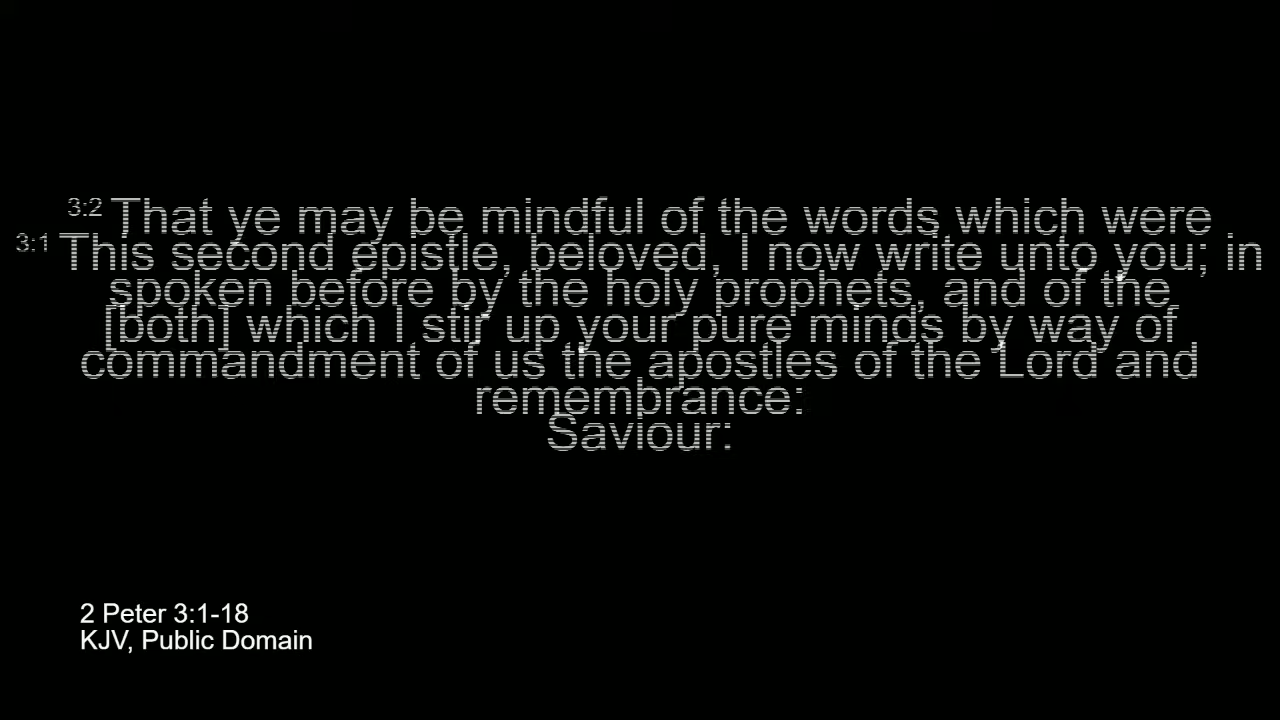 3:2 That ye may be mindful of the words which were
3:1 This second epistle, beloved, I now write unto you; in
spoken before by the holy prophets, and of the
[both] which I stir up your pure minds by way of
commandment of us the apostles of the Lord and
remembrance:
Saviour:
2 Peter 3:1-18
KJV, Public Domain